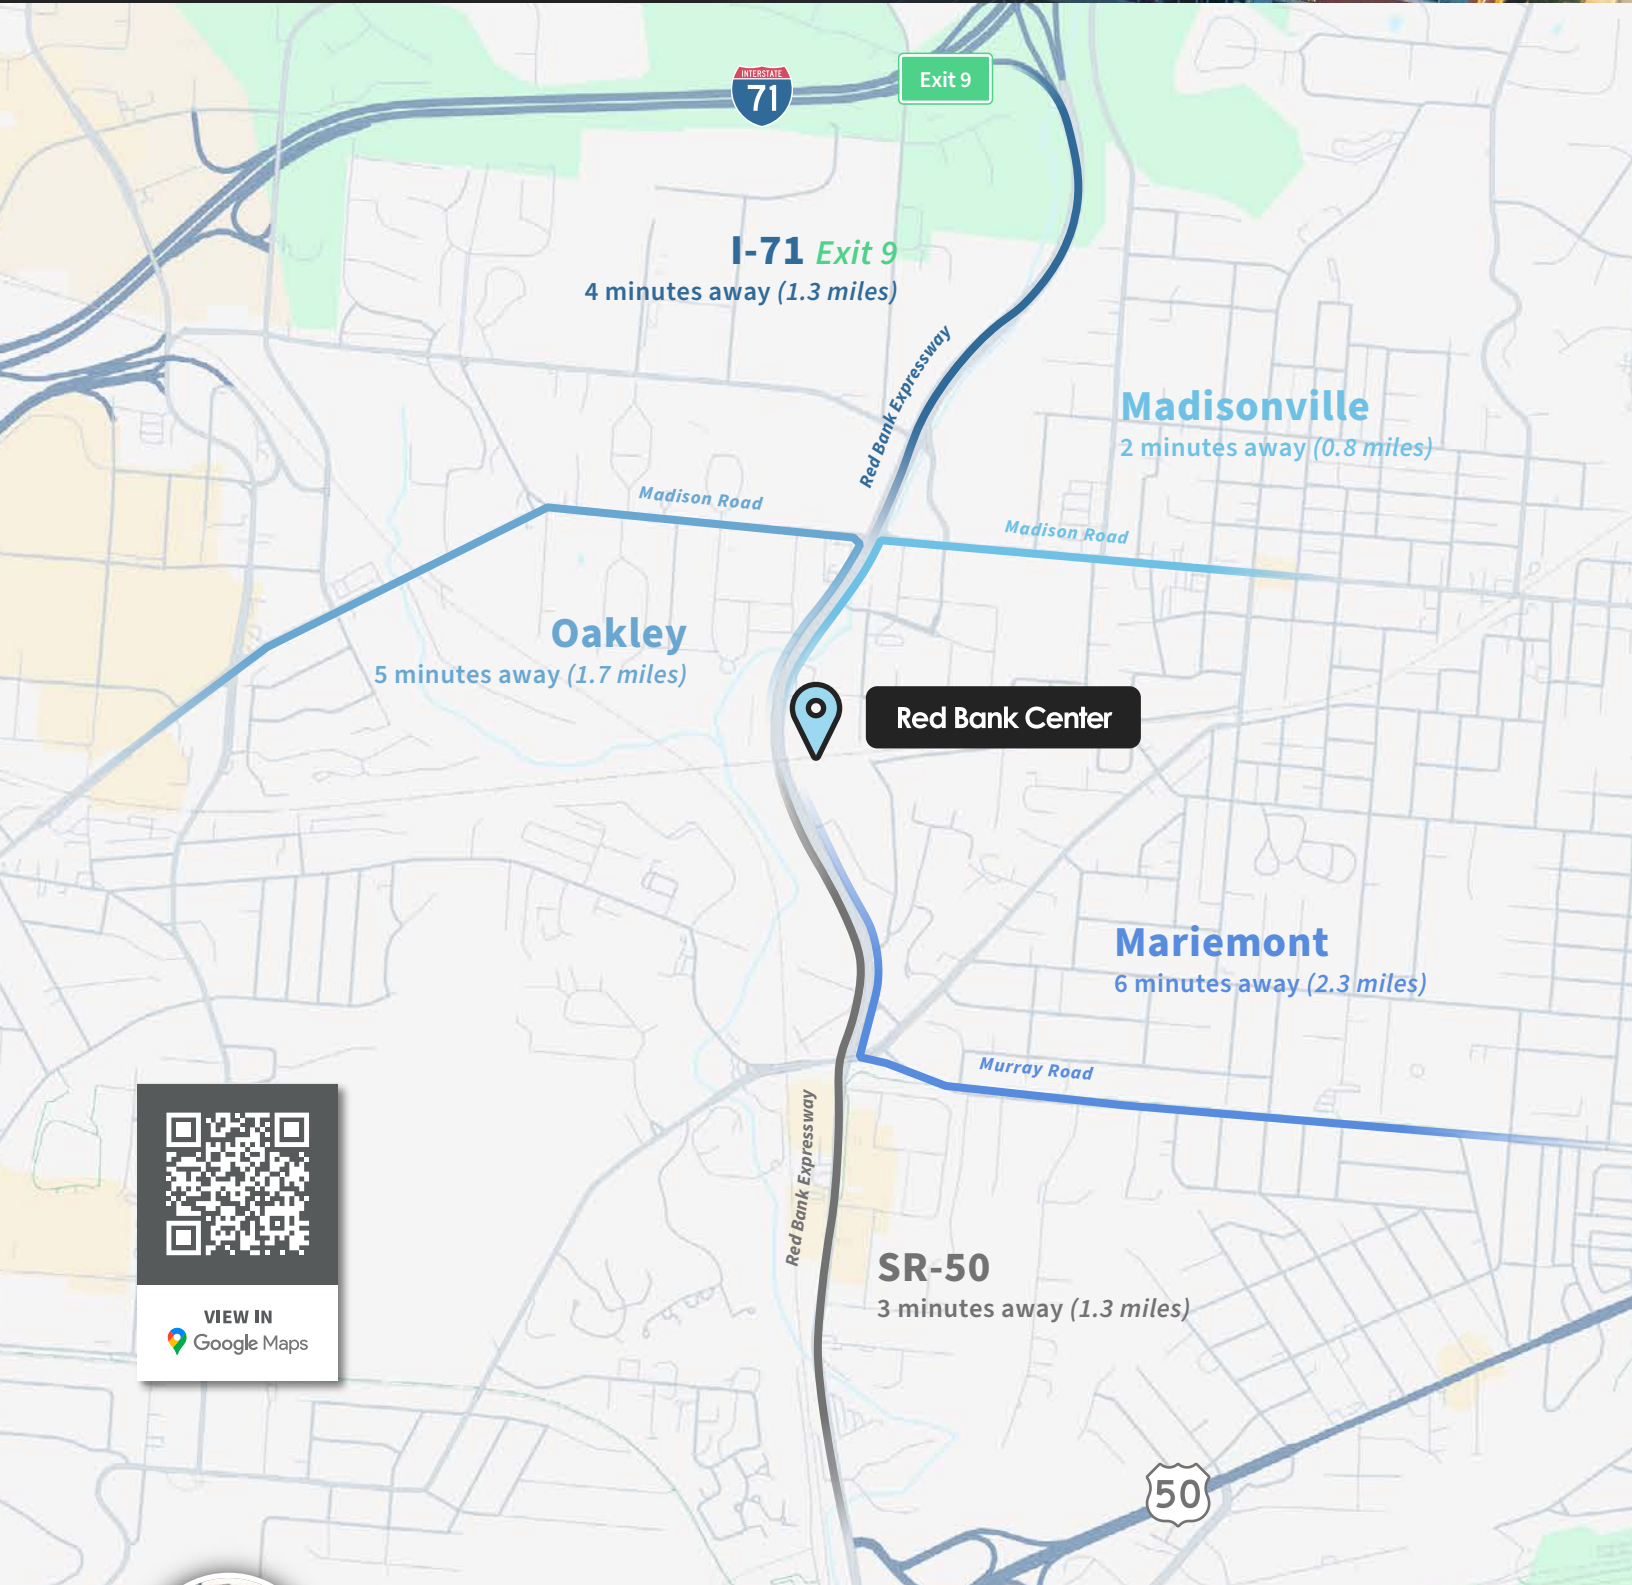 INTERSTATE
71
Exit 9
I-71 Exit 9
4 minutes away (1.3 miles)
Red Bank Expressway
Madisonville
2 minutes away (0.8 miles)
Madison Road
Madison Road
Oakley
5 minutes away (1.7 miles)
Red Bank Center
Mariemont
6 minutes away (2.3 miles)
Murray Road
Red Bank Expressway
SR-50
3 minutes away (1.3 miles)
VIEW IN
Google Maps
50